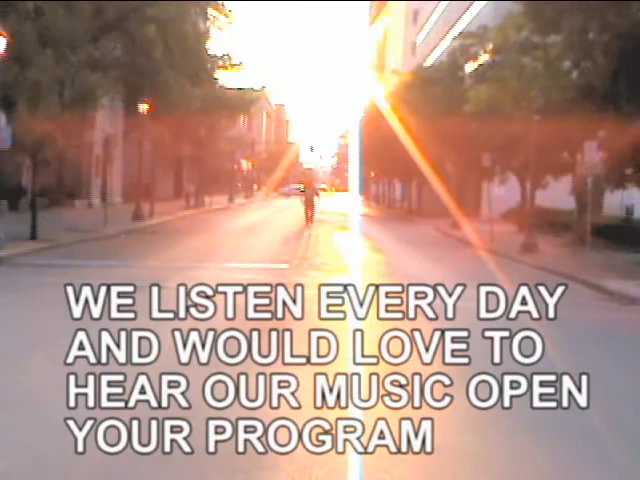 WE LISTEN EVERY DAY
AND WOULD LOVE TO
HEAR OUR MUSIC OPEN
YOUR PROGRAM